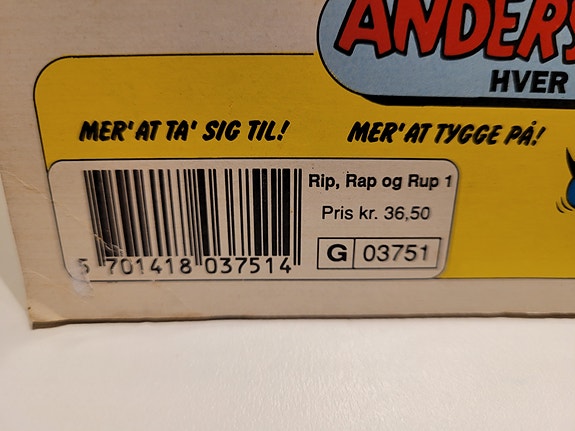 ANDERS
HVER
MER' AT TA' SIG TIL!
MER' AT TYGGE PÅ!
Rip, Rap og Rup 1
Pris kr. 36,50
G 03751
5 701418 037514